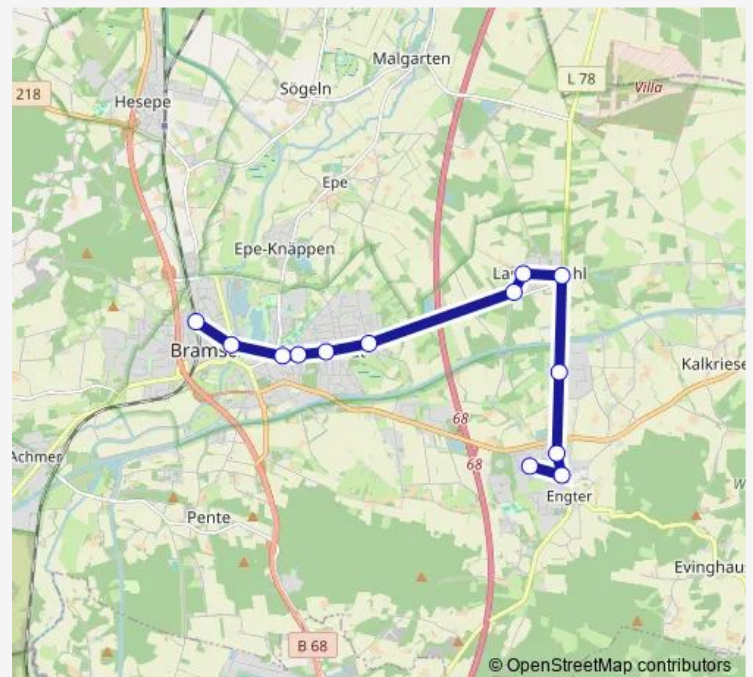 Malgarten
L 78
Sögeln
Villa
218
Hesepe
Epe
Epe-Knäppen
Kalkriese
68
68
Achmer
Engter
Pente
Evinghau
B 68
© OpenStreetMap contributors